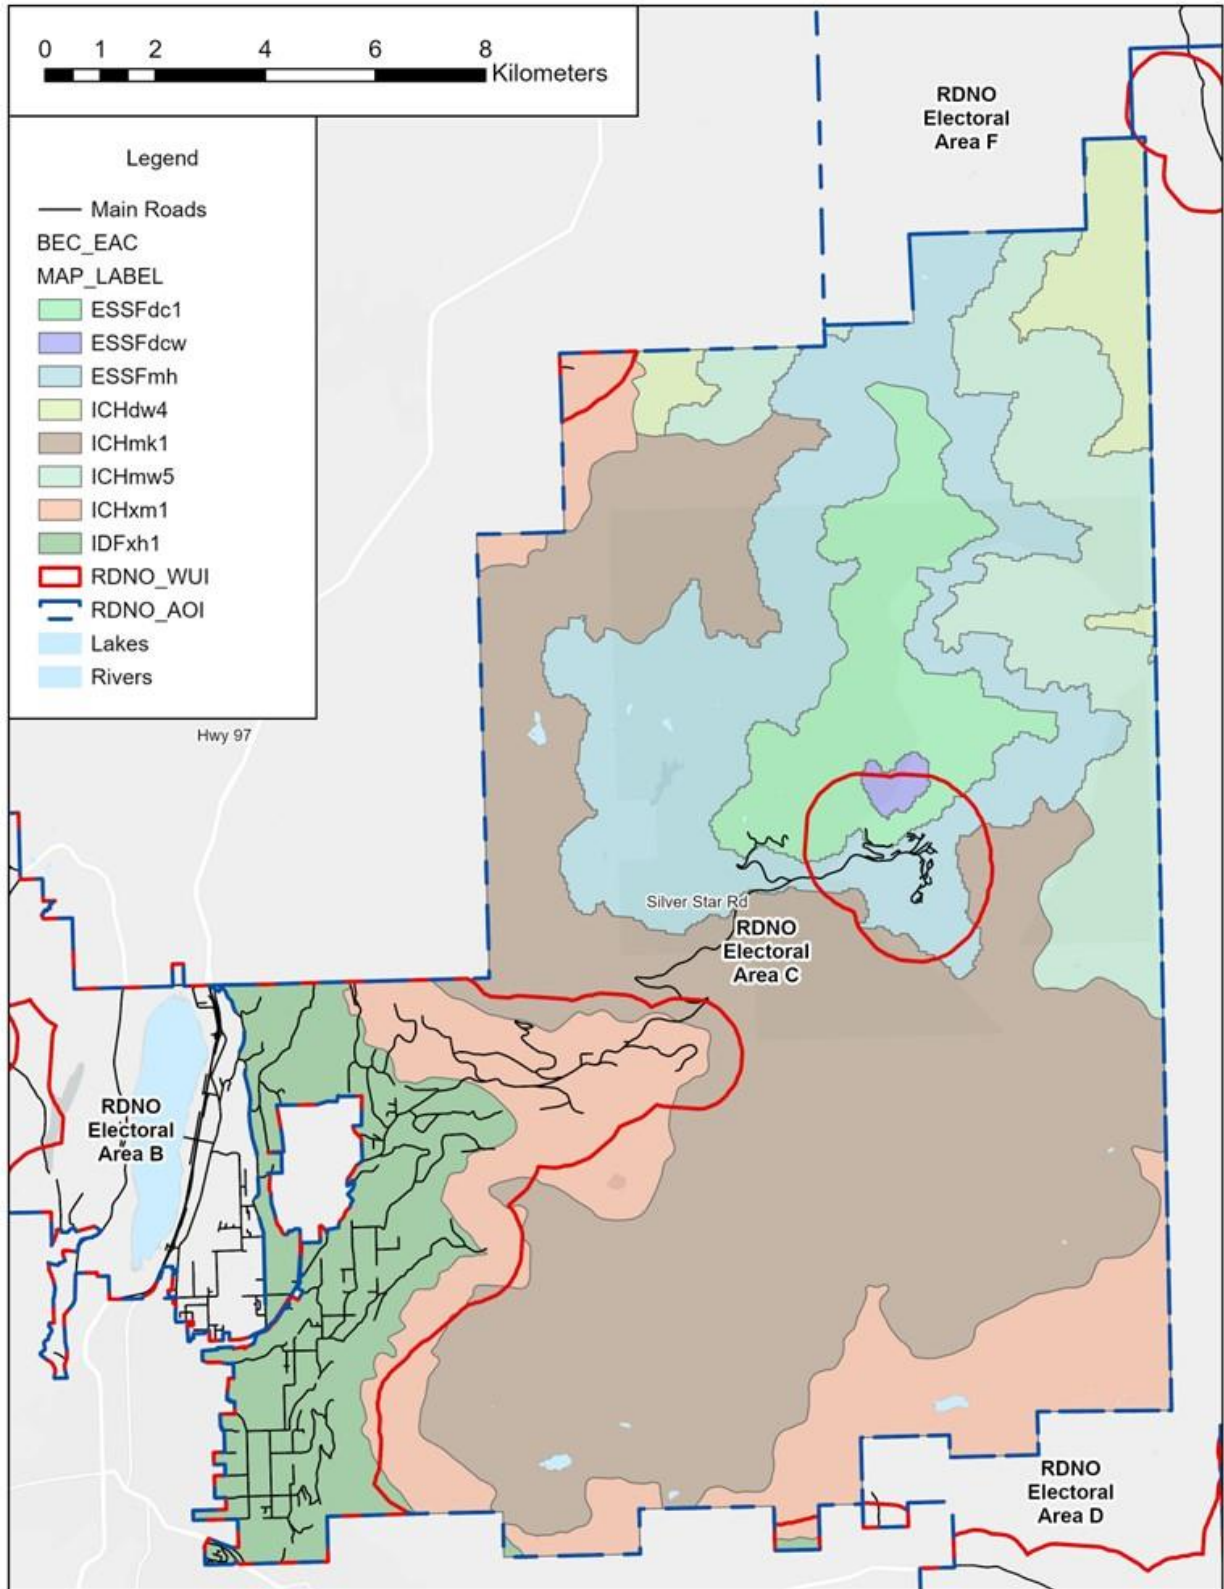 0 1 2 4 6 8
Kilometers
Legend
Main Roads
BEC_EAC
MAP_LABEL
ESSFdc1
ESSFdcw
ESSFmh
ICHdw4
ICHmk1
ICHmw5
ICHxm1
IDFxh1
RDNO_WUI
RDNO_AOI
Lakes
Rivers
RDNO
Electoral
Area F
Hwy 97
Silver Star Rd
RDNO
Electoral
Area C
RDNO
Electoral
Area B
RDNO
Electoral
Area D